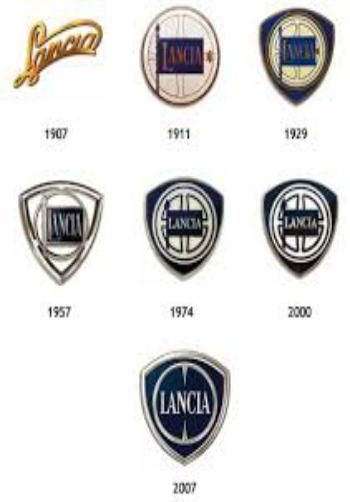 Lancia
LANCIA
LANCIA
1907
1911
1929
LANCIA
LANCIA
LANCIA
1957
1974
2000
LANCIA
2007